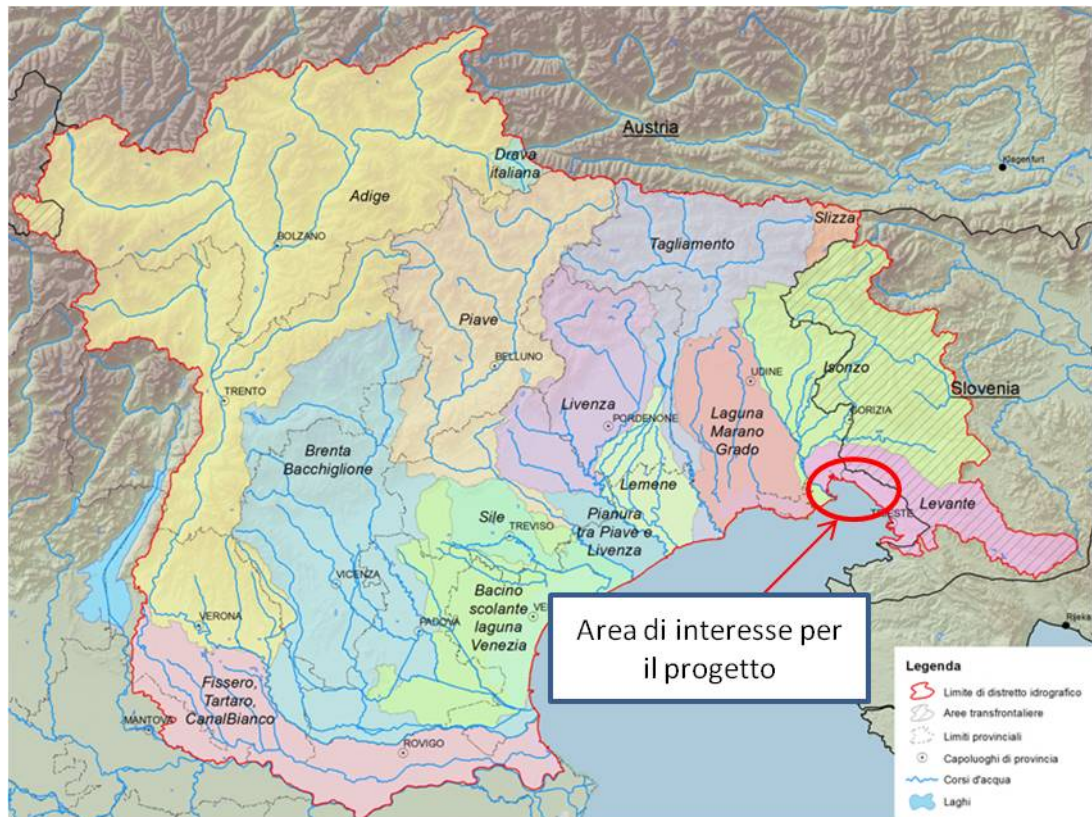 Austria
Klagenfurt
Drava
italiana
Adige
Slizza
BOLZANO
Tagliamento
Piave
BELLUNO
UDINE
Isonzo
Slovenia
TRENTO
Livenza
PORDENONE
Laguna
Marano
Grado
GORIZIA
Brenta
Bacchiglione
Lemene
Levante
Sile
TREVISO
Pianura
tra Piave e
Livenza
TRIESTE
VICENZA
Bacino
scolante
laguna
Venezia
VE
VERONA
PADOVA
Area di interesse per
il progetto
Rijeka
Fissero,
Tartaro,
CanalBianco
MANTOVA
ROVIGO
Legenda
Limite di distretto idrografico
Aree transfrontaliere
Limiti provinciali
Capoluoghi di provincia
Corsi d'acqua
Laghi